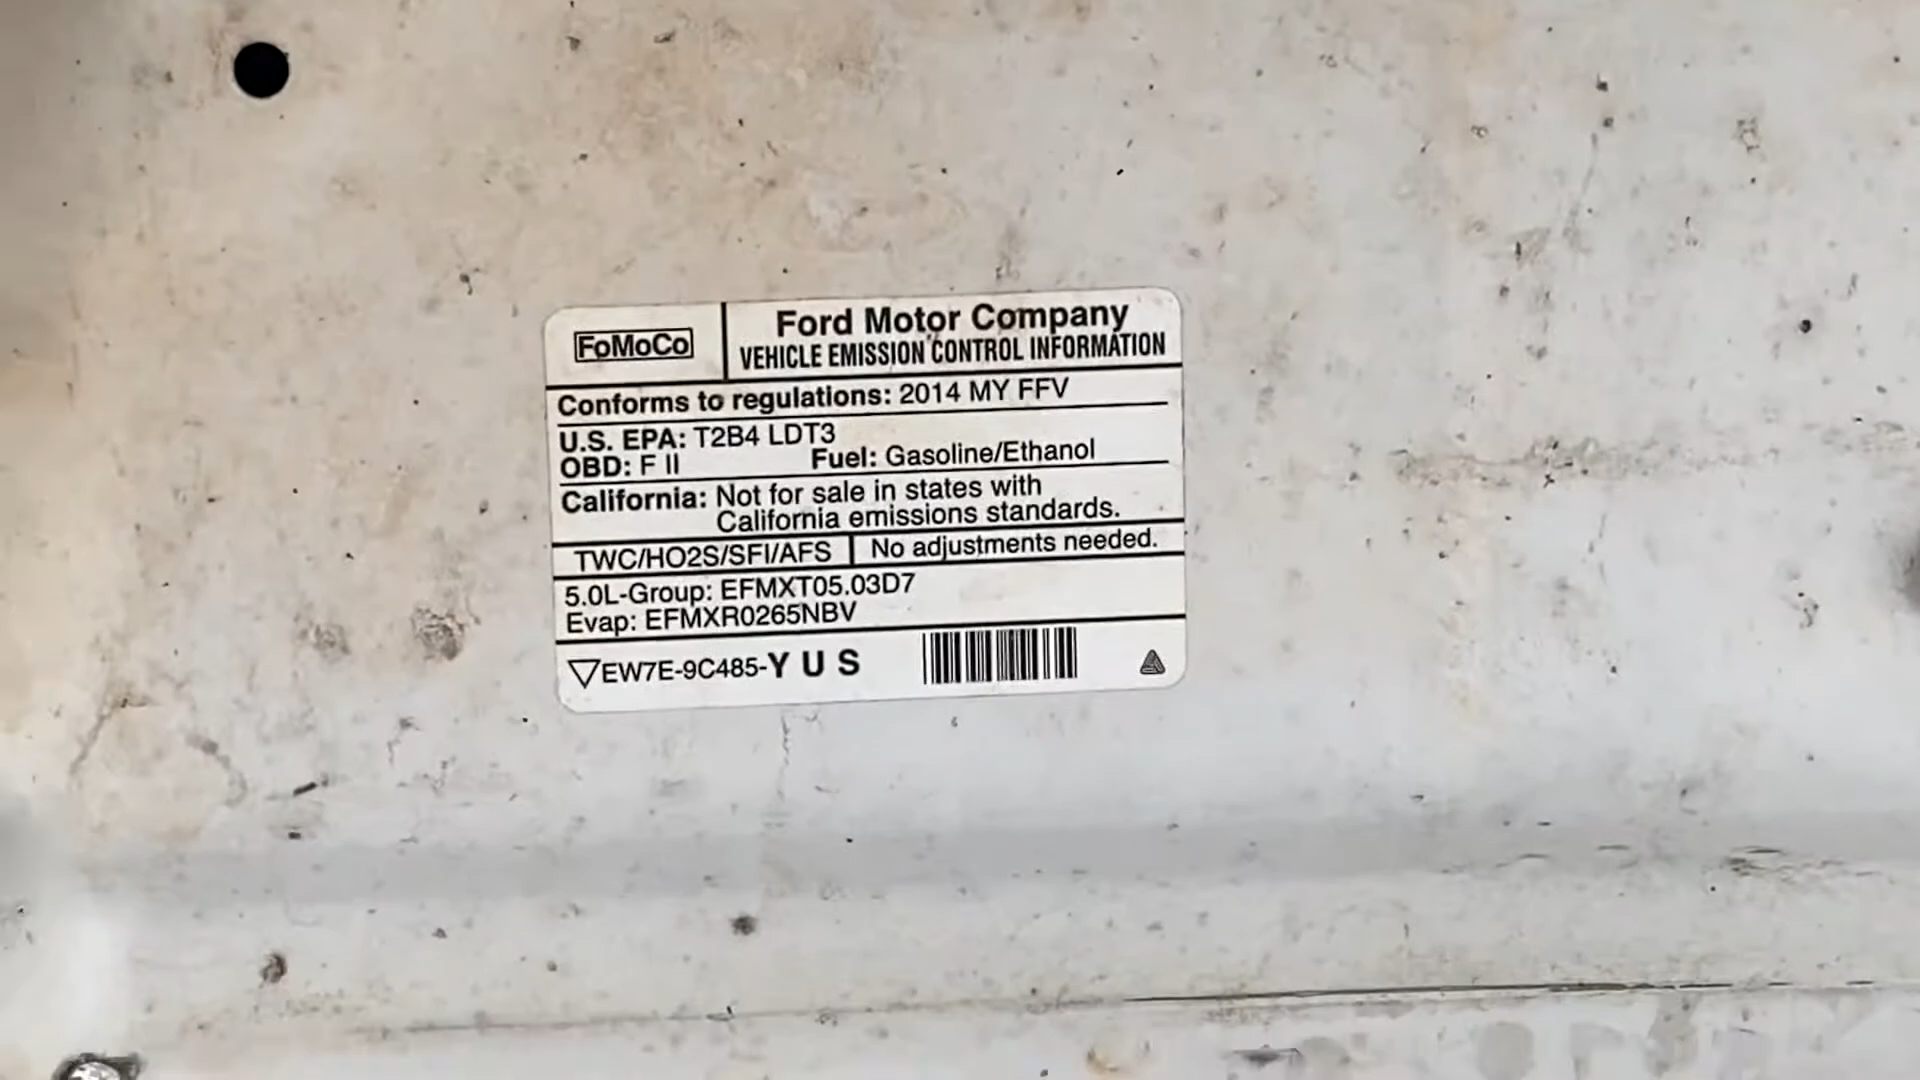 FoMoCo
Ford Motor Company
VEHICLE EMISSION CONTROL INFORMATION
Conforms to regulations: 2014 MY FFV
U.S. EPA: T2B4 LDT3
OBD: F II Fuel: Gasoline/Ethanol
California: Not for sale in states with
California emissions standards.
TWC/HO2S/SFI/AFS No adjustments needed.
5.0L-Group: EFMXT05.03D7
Evap: EFMXR0265NBV
EW7E-9C485-Y U S